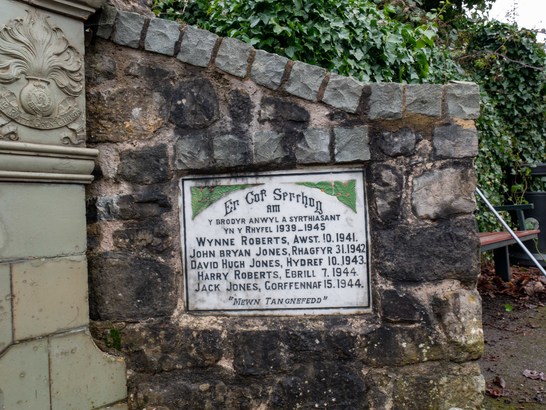 Er Cof Serchog
am
Y BRODYR ANWYL A SYRTHIASANT
YN Y RHYFEL 1939-1945
WYNNE ROBERTS, AWST. 10. 1941.
JOHN BRYAN JONES, RHAGFYR 31. 1942
DAVID HUGH JONES, HYDREF 10. 1943.
HARRY ROBERTS, EBRILL 7. 1944.
JACK JONES, GORFFENNAF 15. 1944.
"MEWN TANGNEFEDD"